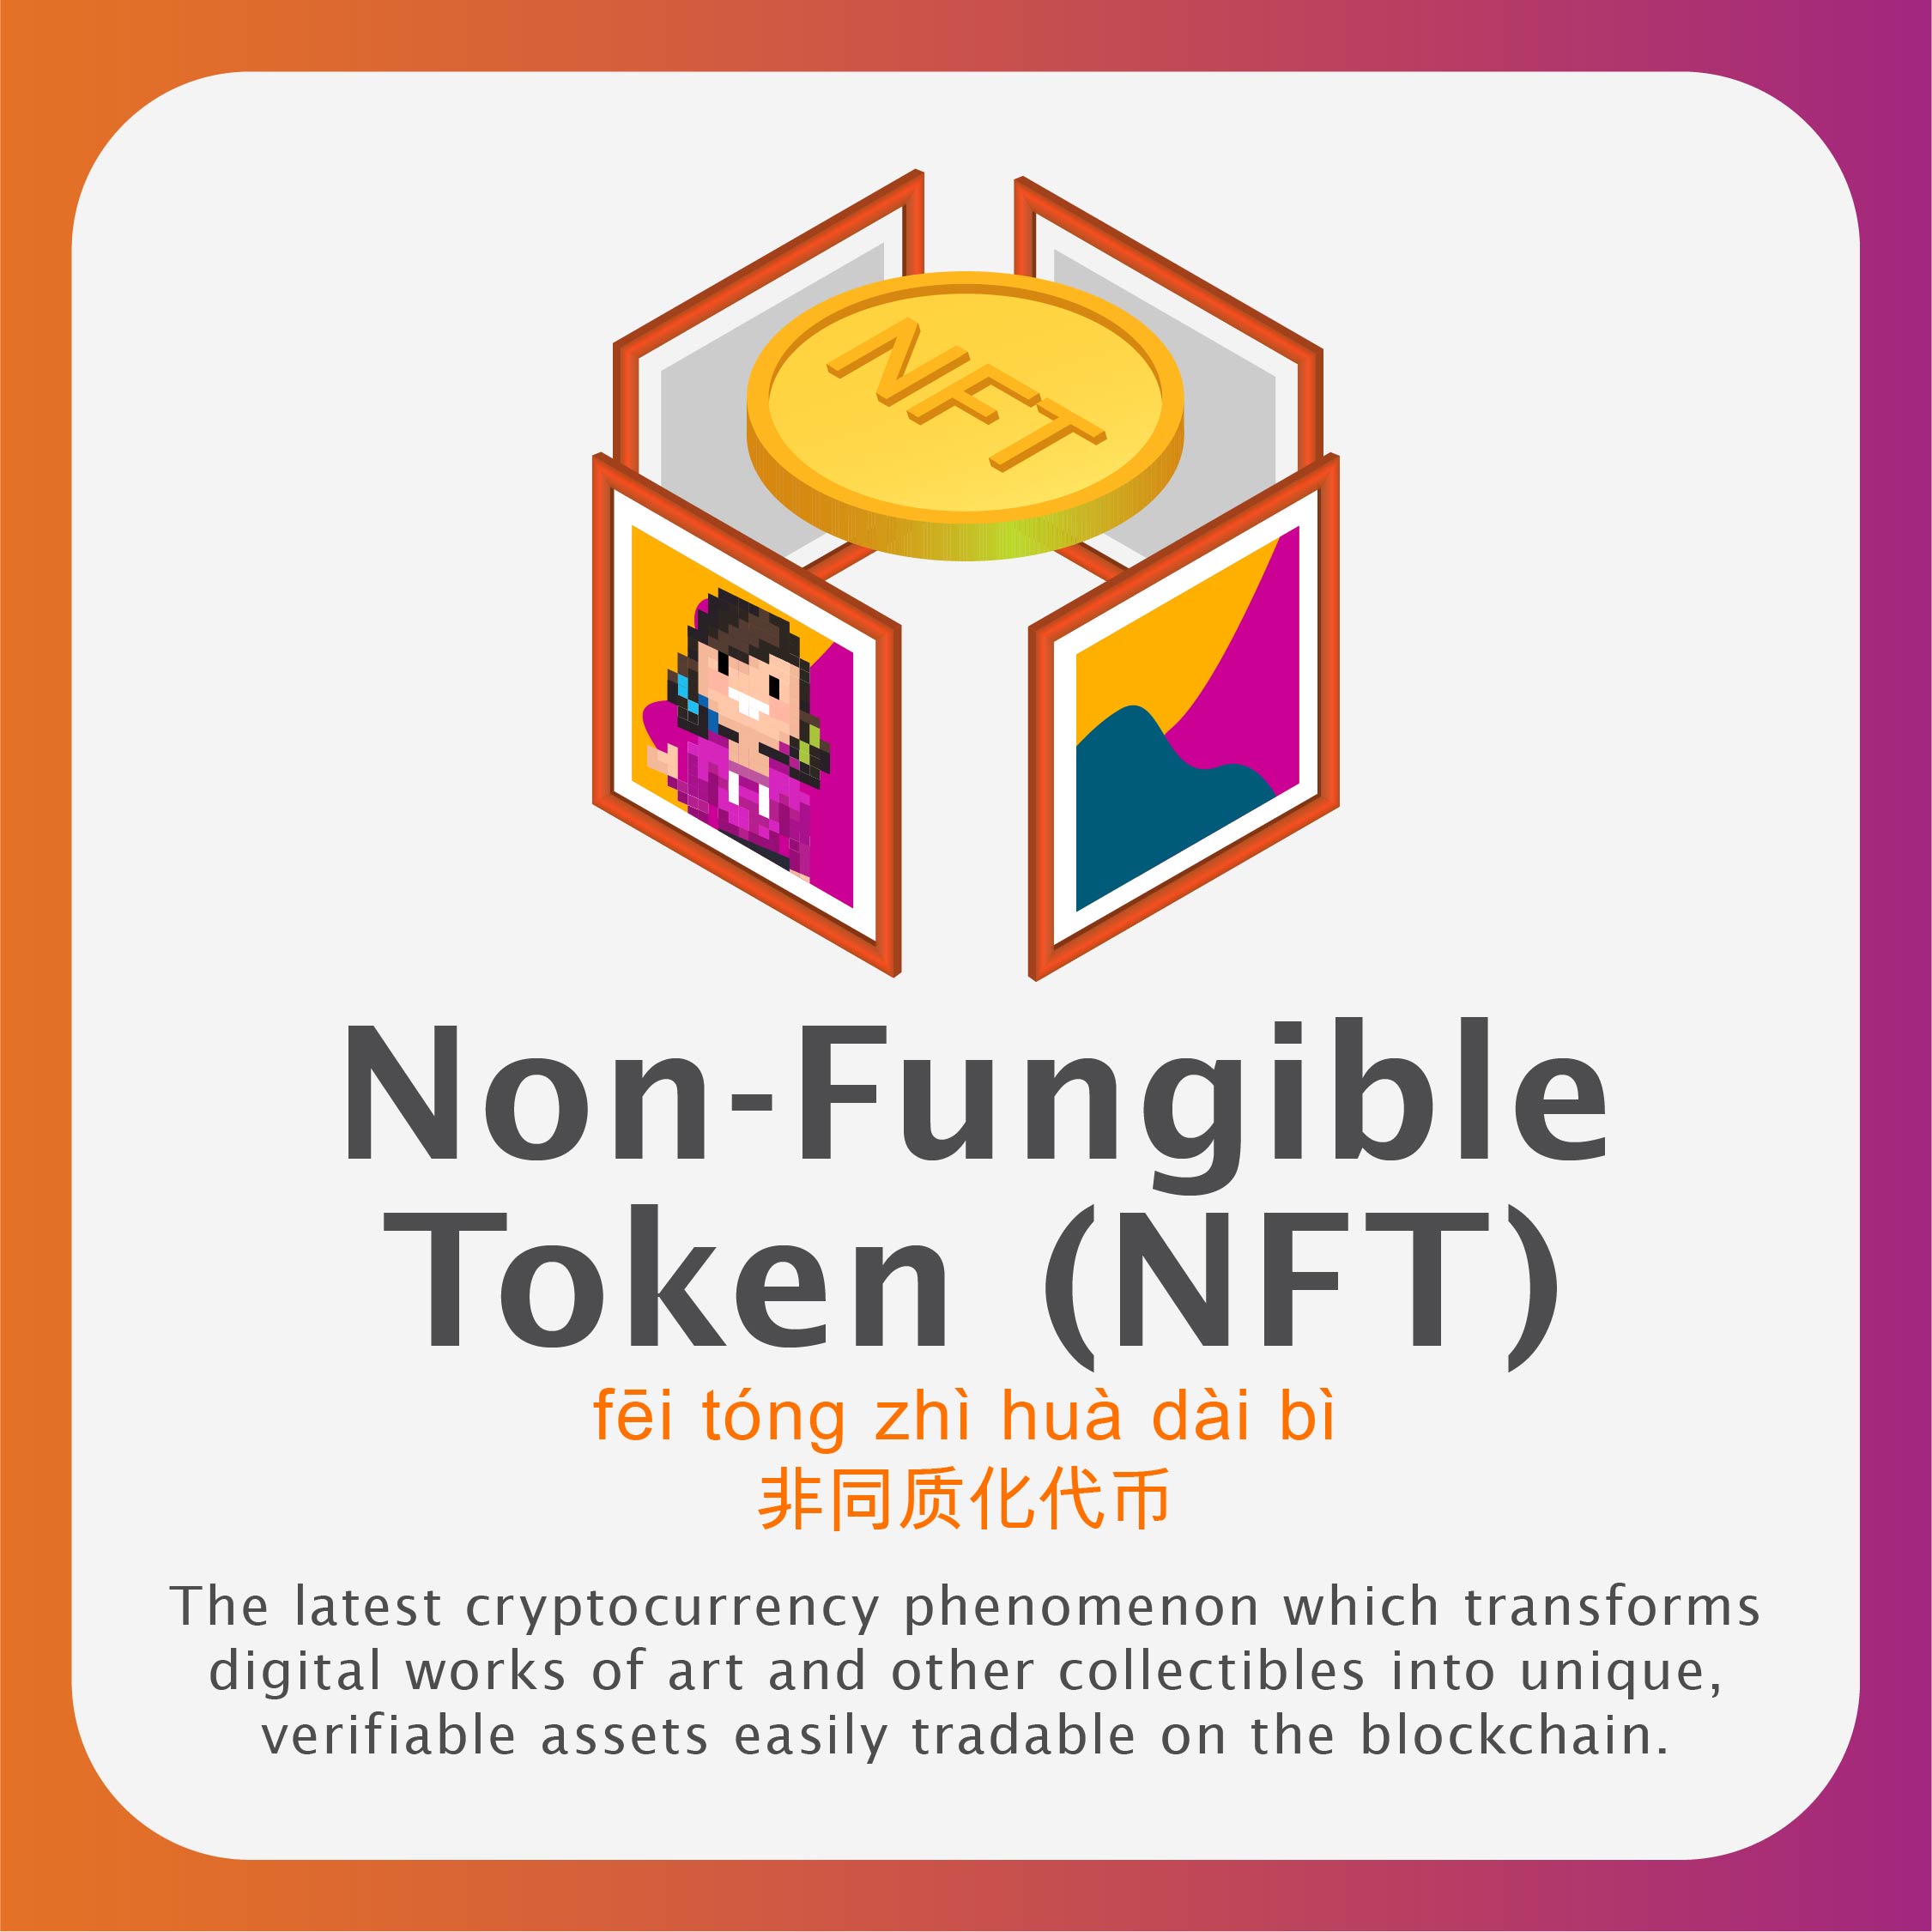 NFT
Non-Fungible
Token (NFT)
fēi tóng zhì huà dài bì
非同质化代币
The latest cryptocurrency phenomenon which transforms
digital works of art and other collectibles into unique,
verifiable assets easily tradable on the blockchain.